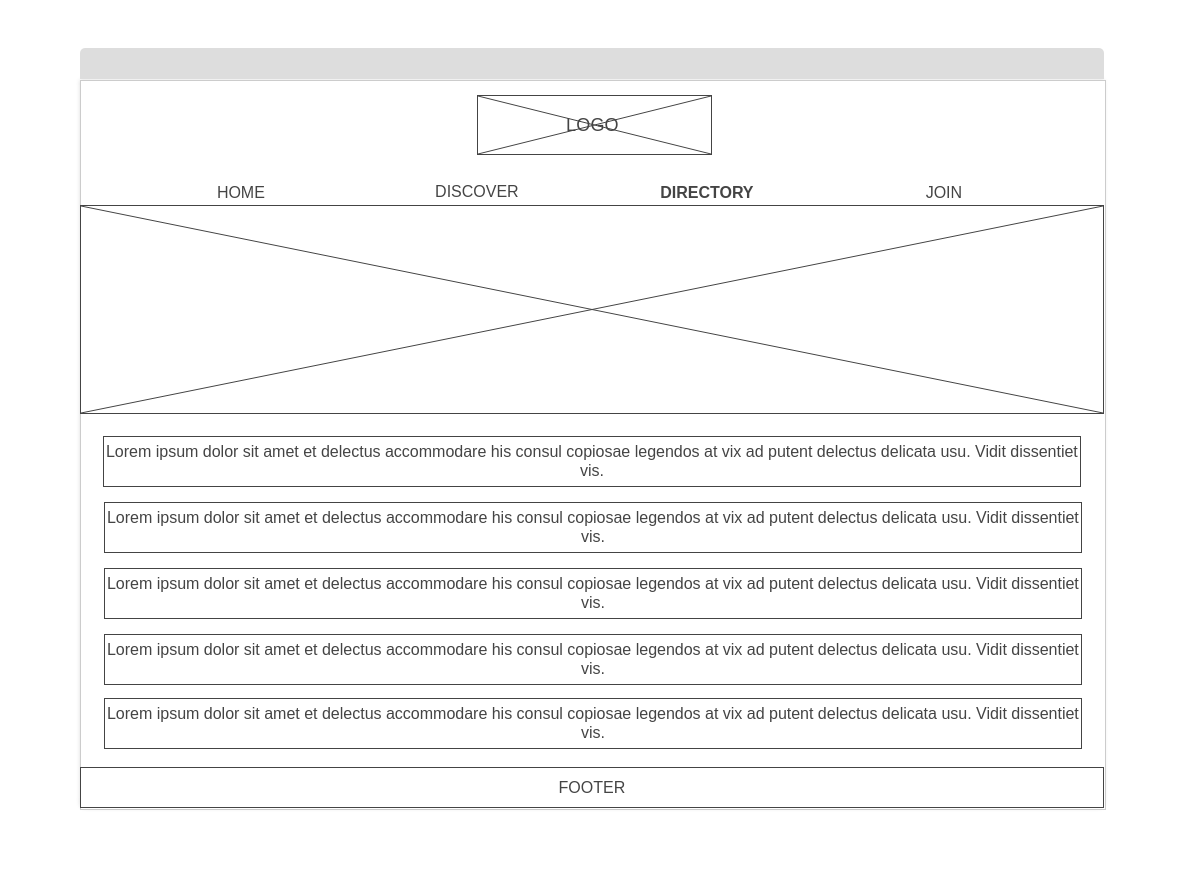 LOGO
HOME DISCOVER DIRECTORY JOIN
Lorem ipsum dolor sit amet et delectus accommodare his consul copiosae legendos at vix ad putent delectus delicata usu. Vidit dissentiet
vis.
Lorem ipsum dolor sit amet et delectus accommodare his consul copiosae legendos at vix ad putent delectus delicata usu. Vidit dissentiet
vis.
Lorem ipsum dolor sit amet et delectus accommodare his consul copiosae legendos at vix ad putent delectus delicata usu. Vidit dissentiet
vis.
Lorem ipsum dolor sit amet et delectus accommodare his consul copiosae legendos at vix ad putent delectus delicata usu. Vidit dissentiet
vis.
Lorem ipsum dolor sit amet et delectus accommodare his consul copiosae legendos at vix ad putent delectus delicata usu. Vidit dissentiet
vis.
FOOTER